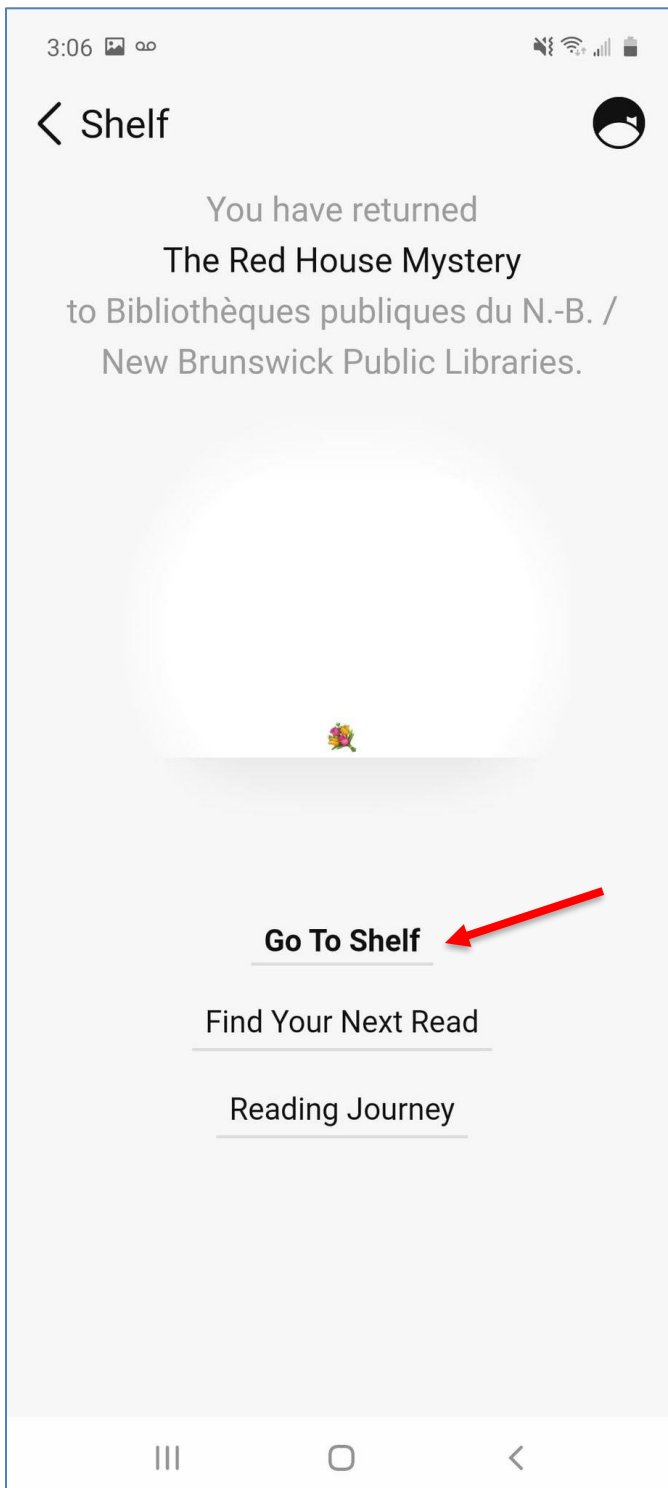 3:06
Shelf
You have returned
The Red House Mystery
to Bibliothèques publiques du N.-B. /
New Brunswick Public Libraries.
Go To Shelf
Find Your Next Read
Reading Journey